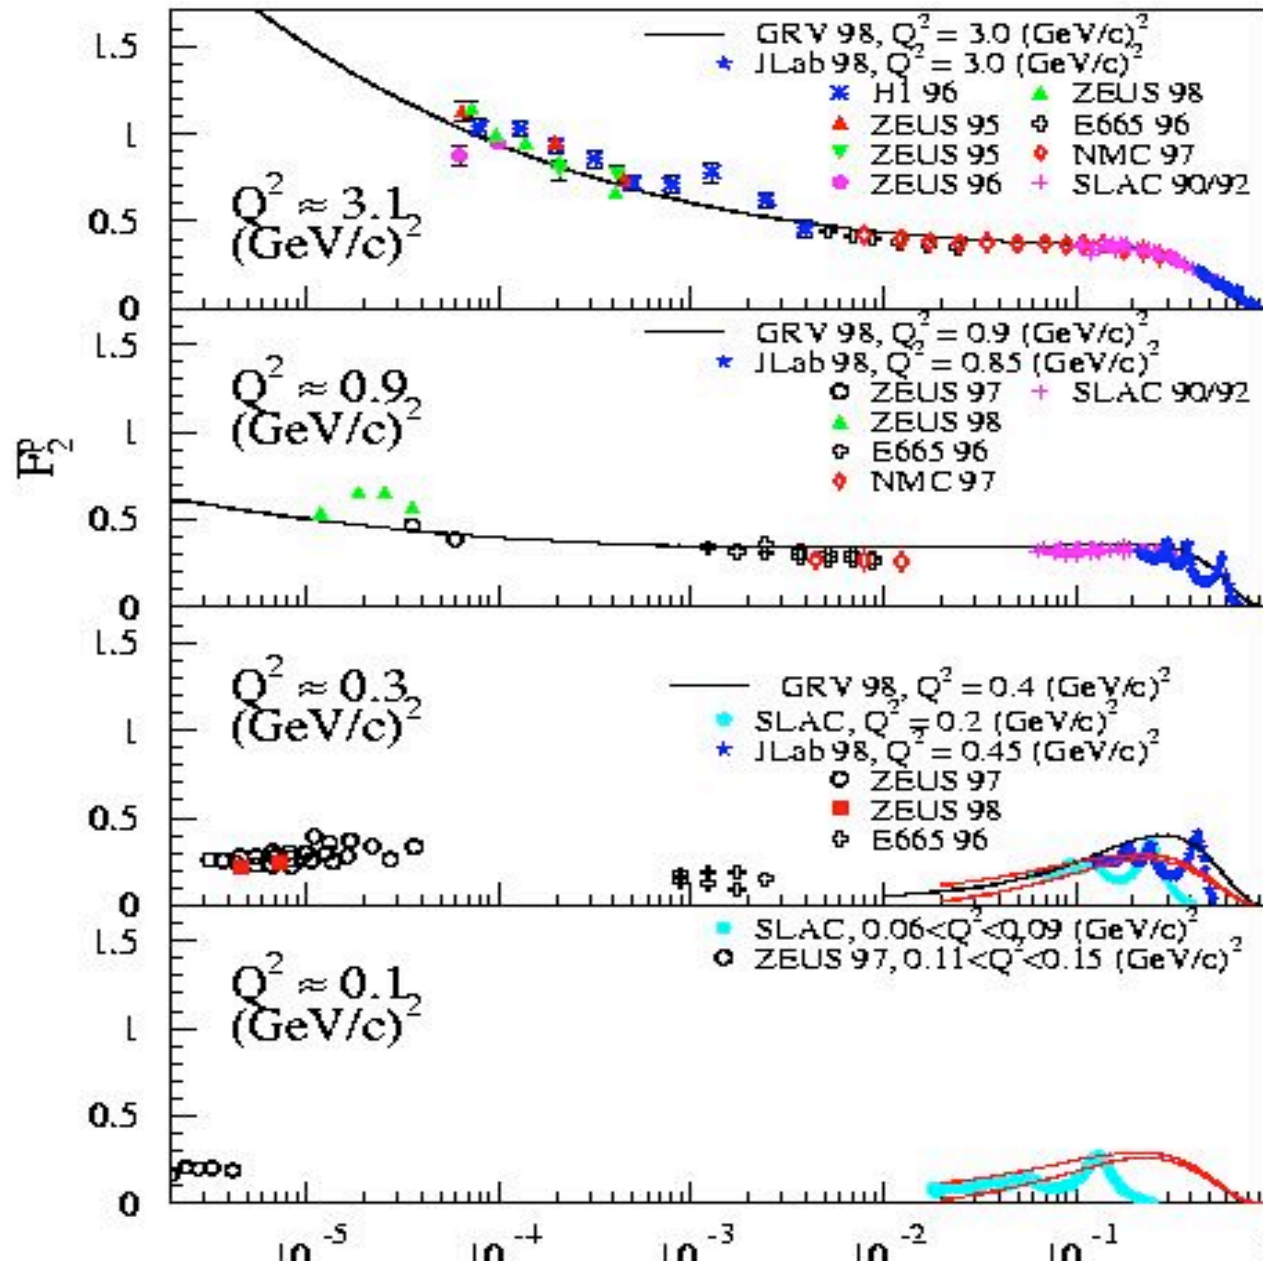 1.5
1
0.5
0
GRV 98, Q² = 3.0 (GeV/c)²
JLab 98, Q² = 3.0 (GeV/c)²
H1 96 ZEUS 98
ZEUS 95 E665 96
ZEUS 95 NMC 97
ZEUS 96 SLAC 90/92
Q² ≈ 3.1
(GeV/c)²
1.5
1
0.5
0
GRV 98, Q² = 0.9 (GeV/c)²
JLab 98, Q² = 0.85 (GeV/c)²
ZEUS 97 SLAC 90/92
ZEUS 98
E665 96
NMC 97
Q² ≈ 0.9
(GeV/c)²
F₂ᵖ
1.5
1
0.5
0
Q² ≈ 0.3
(GeV/c)²
GRV 98, Q² = 0.4 (GeV/c)²
SLAC, Q² = 0.2 (GeV/c)²
JLab 98, Q² = 0.45 (GeV/c)²
ZEUS 97
ZEUS 98
E665 96
1.5
1
0.5
0
SLAC, 0.06<Q²<0.09 (GeV/c)²
ZEUS 97, 0.11<Q²<0.15 (GeV/c)²
Q² ≈ 0.1
(GeV/c)²
10⁻⁵ 10⁻⁴ 10⁻³ 10⁻² 10⁻¹